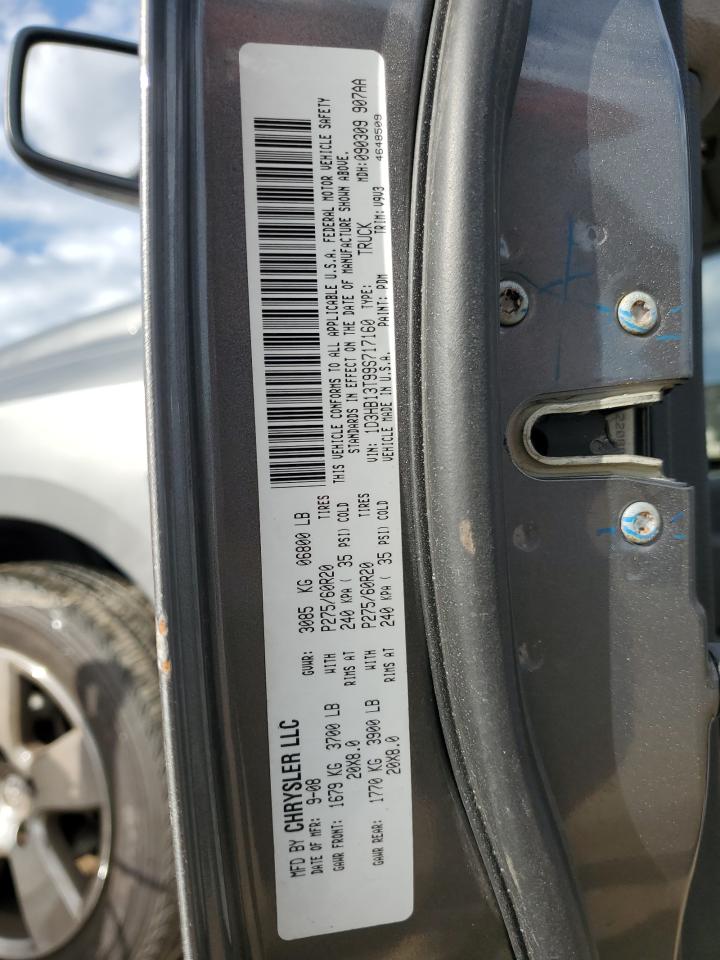 MFD BY CHRYSLER LLC
DATE OF MFR: 9-08 GVWR: 3085 KG 06800 LB
GAWR FRONT: 1679 KG 3700 LB WITH P275/60R20 TIRES
20X8.0 RIMS AT 240 KPA ( 35 PSI) COLD
GAWR REAR: 1770 KG 3900 LB WITH P275/60R20 TIRES
20X8.0 RIMS AT 240 KPA ( 35 PSI) COLD
THIS VEHICLE CONFORMS TO ALL APPLICABLE U.S.A. FEDERAL MOTOR VEHICLE SAFETY
STANDARDS IN EFFECT ON THE DATE OF MANUFACTURE SHOWN ABOVE.
VIN: 1D3HB13T99S717160 TYPE: TRUCK MDH:090309 907AA
VEHICLE MADE IN U.S.A. PAINT: PDM TRIM: V9V3 4648509